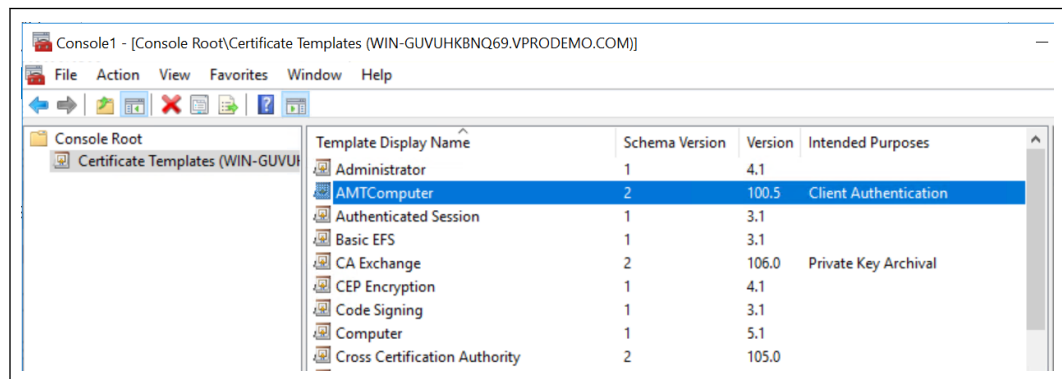 Console1 - [Console Root\Certificate Templates (WIN-GUVUHKBNQ69.VPRODEMO.COM)]
File Action View Favorites Window Help
Console Root
Certificate Templates (WIN-GUVUH
Template Display Name Schema Version Version Intended Purposes
Administrator 1 4.1
AMTComputer 2 100.5 Client Authentication
Authenticated Session 1 3.1
Basic EFS 1 3.1
CA Exchange 2 106.0 Private Key Archival
CEP Encryption 1 4.1
Code Signing 1 3.1
Computer 1 5.1
Cross Certification Authority 2 105.0